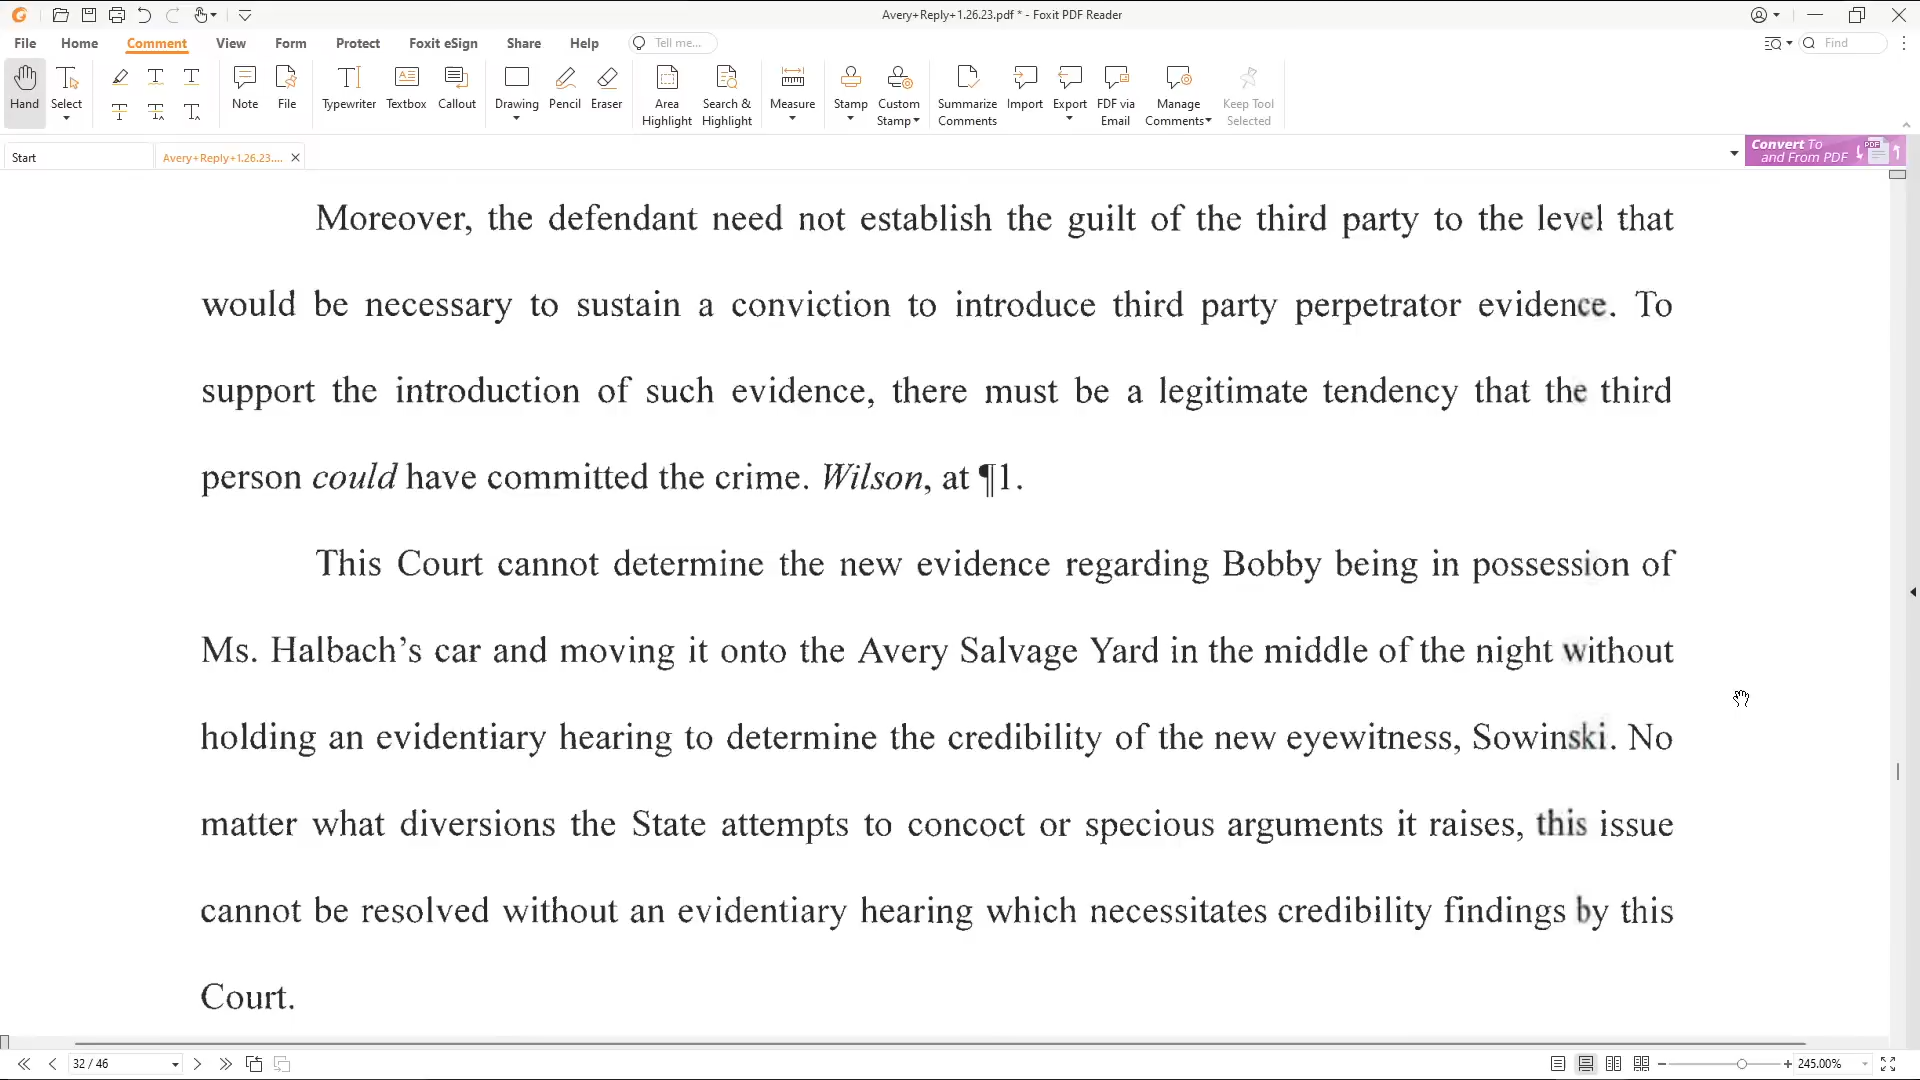 Avery+Reply+1.26.23.pdf * - Foxit PDF Reader
File Home Comment View Form Protect Foxit eSign Share Help Tell me... Find
Hand Select Note File Typewriter Textbox Callout Drawing Pencil Eraser Area Highlight Search & Highlight Measure Stamp Custom Stamp Summarize Comments Import Export FDF via Email Manage Comments Keep Tool Selected
Start Avery+Reply+1.26.23.... Convert To and From PDF
Moreover, the defendant need not establish the guilt of the third party to the level that
would be necessary to sustain a conviction to introduce third party perpetrator evidence. To
support the introduction of such evidence, there must be a legitimate tendency that the third
person could have committed the crime. Wilson, at ¶1.
This Court cannot determine the new evidence regarding Bobby being in possession of
Ms. Halbach’s car and moving it onto the Avery Salvage Yard in the middle of the night without
holding an evidentiary hearing to determine the credibility of the new eyewitness, Sowinski. No
matter what diversions the State attempts to concoct or specious arguments it raises, this issue
cannot be resolved without an evidentiary hearing which necessitates credibility findings by this
Court.
32 / 46 245.00%